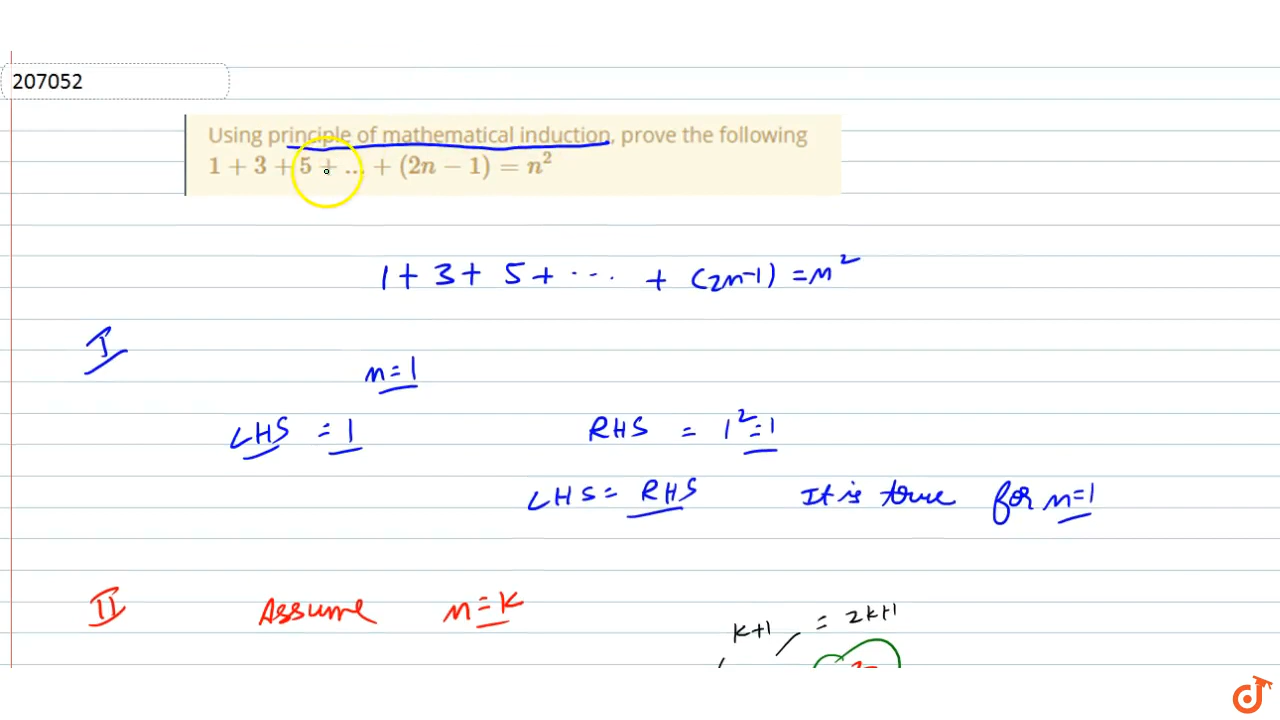 207052
Using principle of mathematical induction, prove the following
1 + 3 + 5 + ... + (2n − 1) = n²
1 + 3 + 5 + ... + (2n-1) = n²
I
n=1
LHS = 1 RHS = 1² = 1
LHS = RHS It is true for n=1
II Assume n=k
k+1 = 2k+1